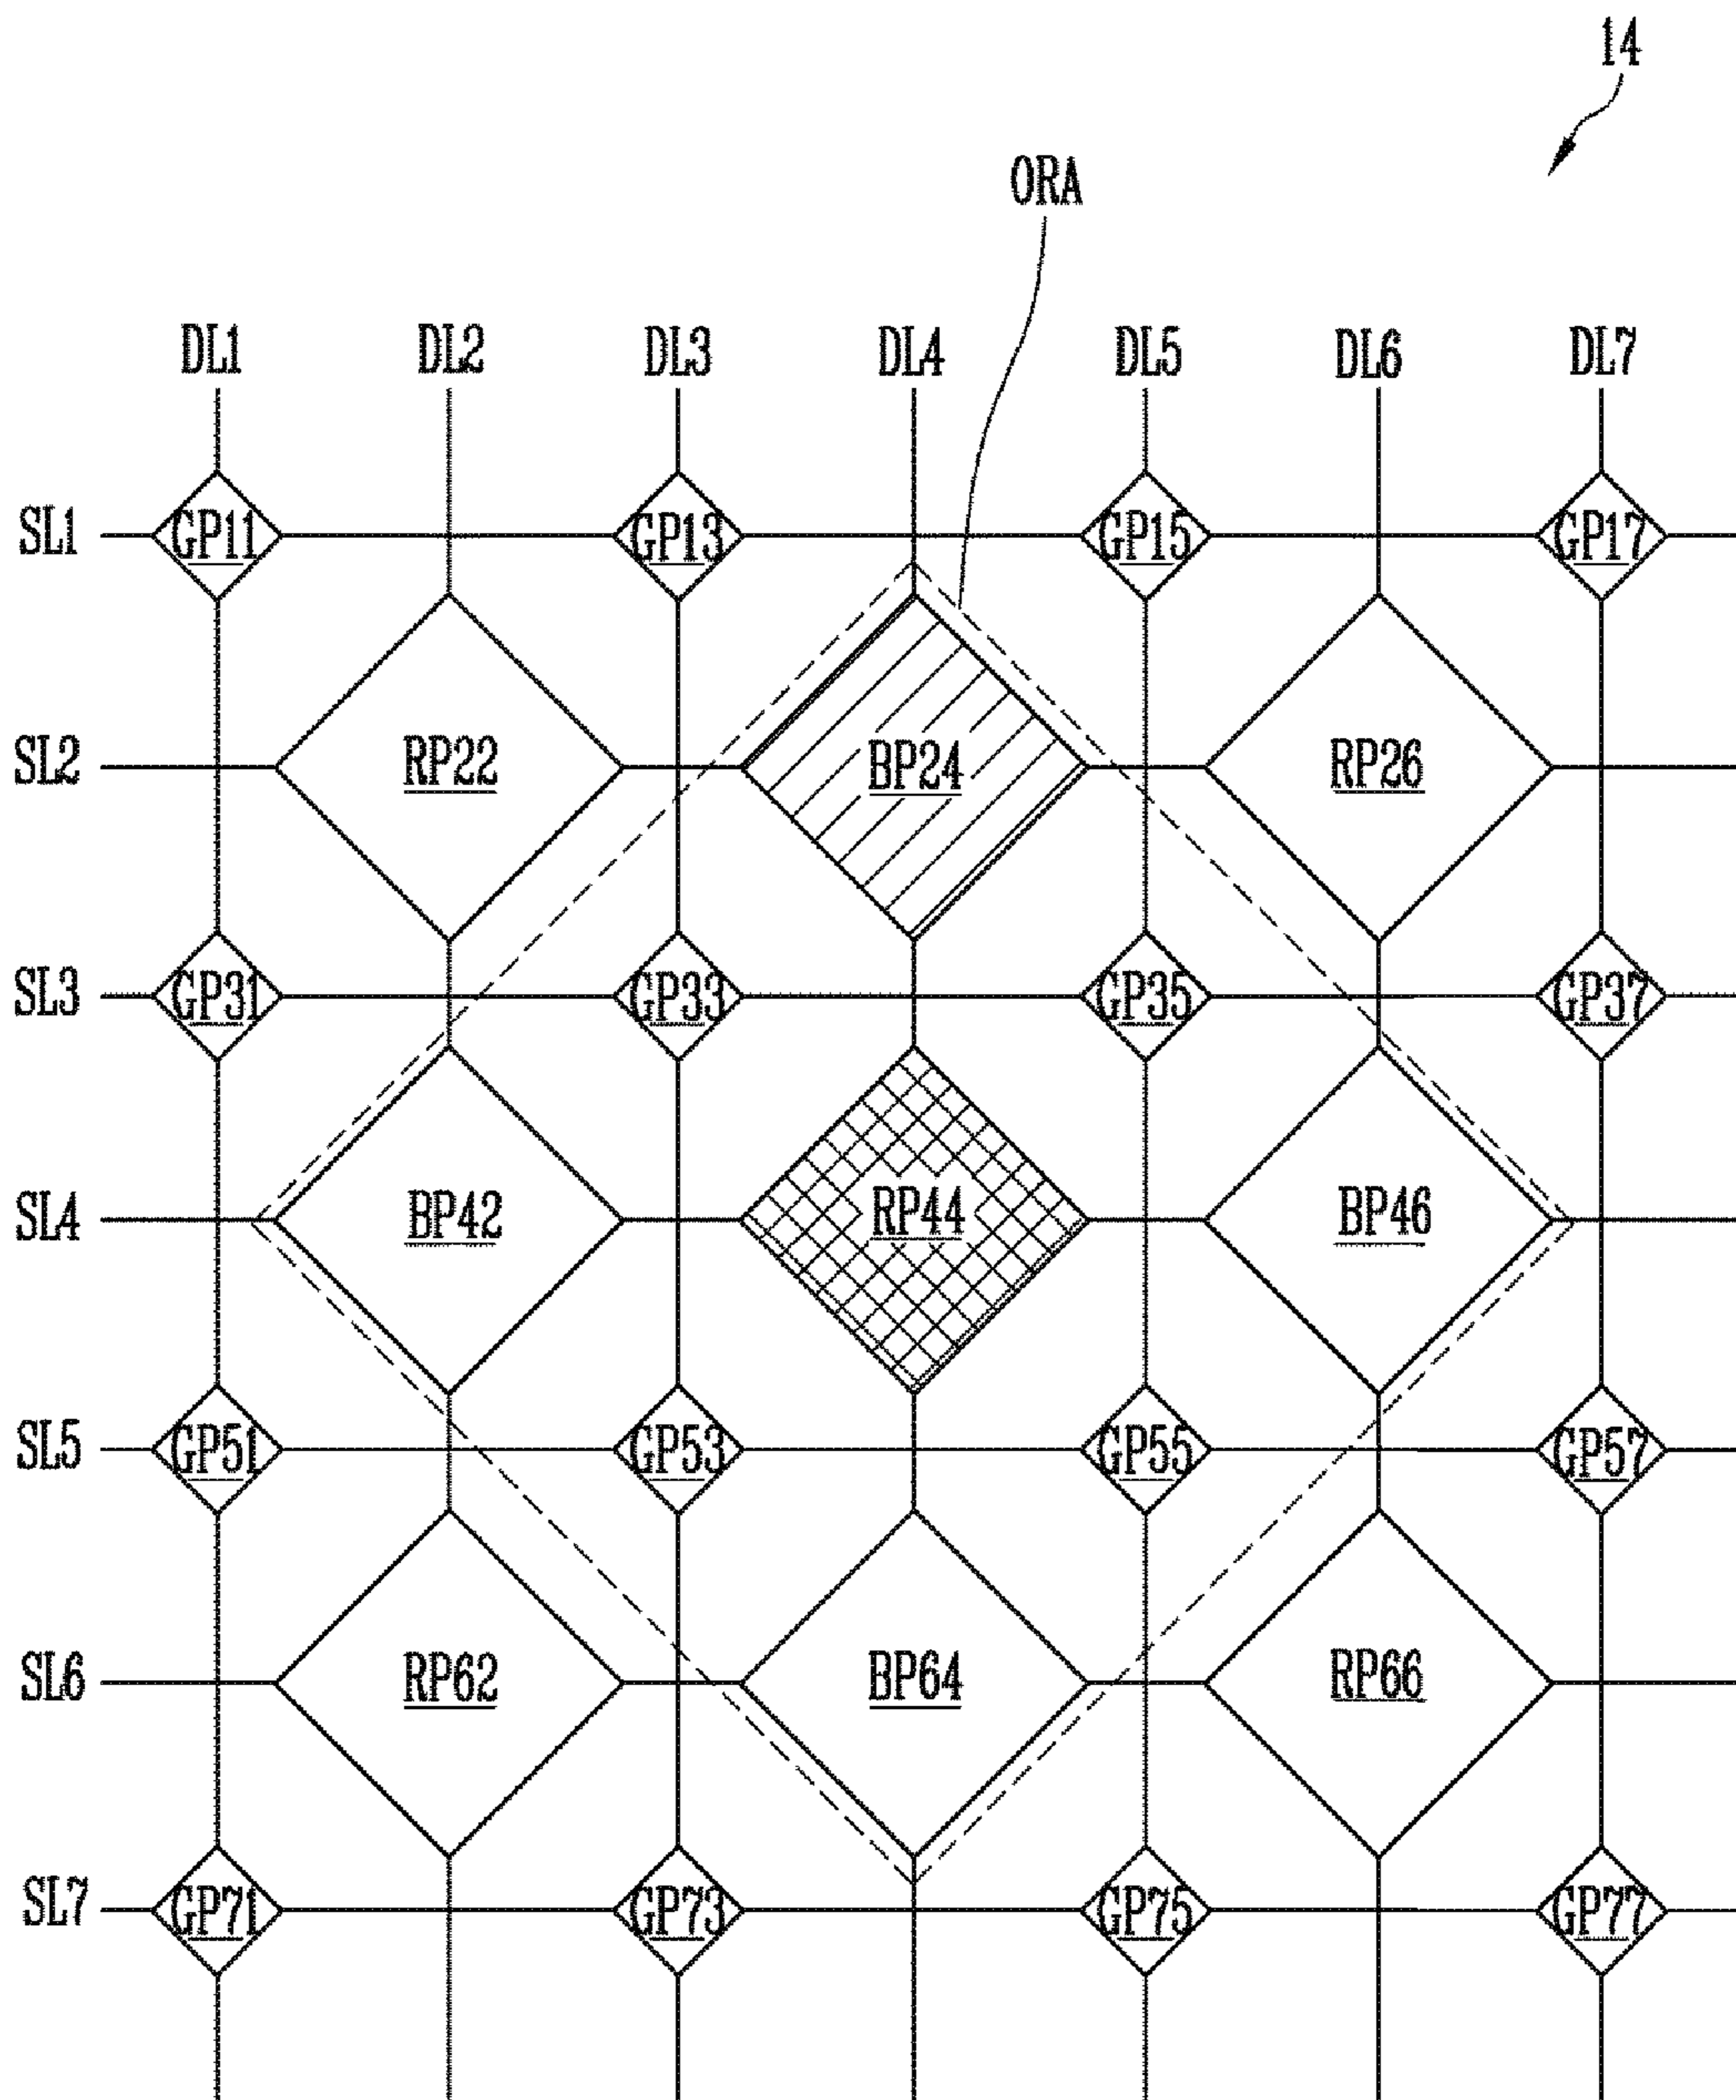 14
ORA
DL1 DL2 DL3 DL4 DL5 DL6 DL7
SL1 GP11 GP13 GP15 GP17
SL2 RP22 BP24 RP26
SL3 GP31 GP33 GP35 GP37
SL4 BP42 RP44 BP46
SL5 GP51 GP53 GP55 GP57
SL6 RP62 BP64 RP66
SL7 GP71 GP73 GP75 GP77